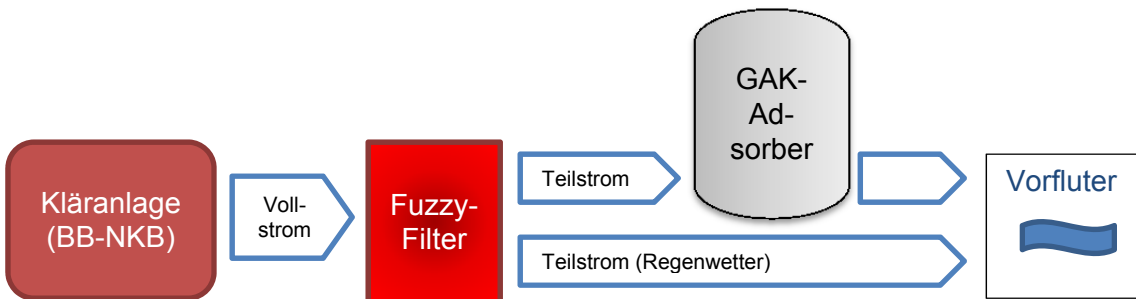 Kläranlage
(BB-NKB)
Voll-
strom
Fuzzy-
Filter
Teilstrom
GAK-
Ad-
sorber
Teilstrom (Regenwetter)
Vorfluter